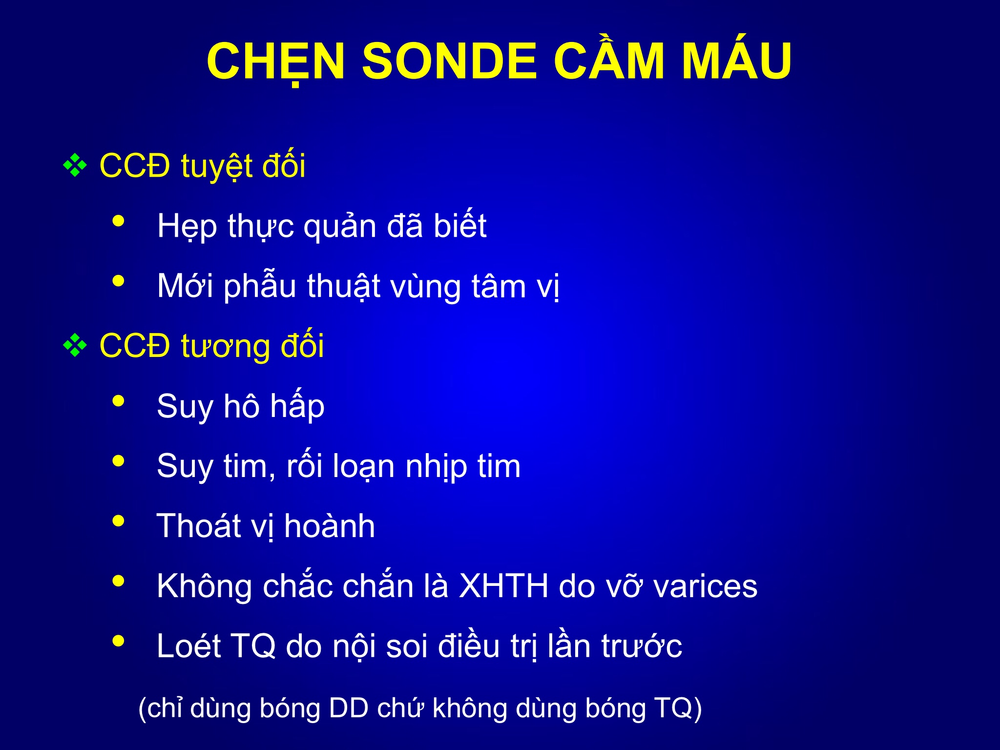 CHẸN SONDE CẦM MÁU
❖ CCĐ tuyệt đối
• Hẹp thực quản đã biết
• Mới phẫu thuật vùng tâm vị
❖ CCĐ tương đối
• Suy hô hấp
• Suy tim, rối loạn nhịp tim
• Thoát vị hoành
• Không chắc chắn là XHTH do vỡ varices
• Loét TQ do nội soi điều trị lần trước
(chỉ dùng bóng DD chứ không dùng bóng TQ)